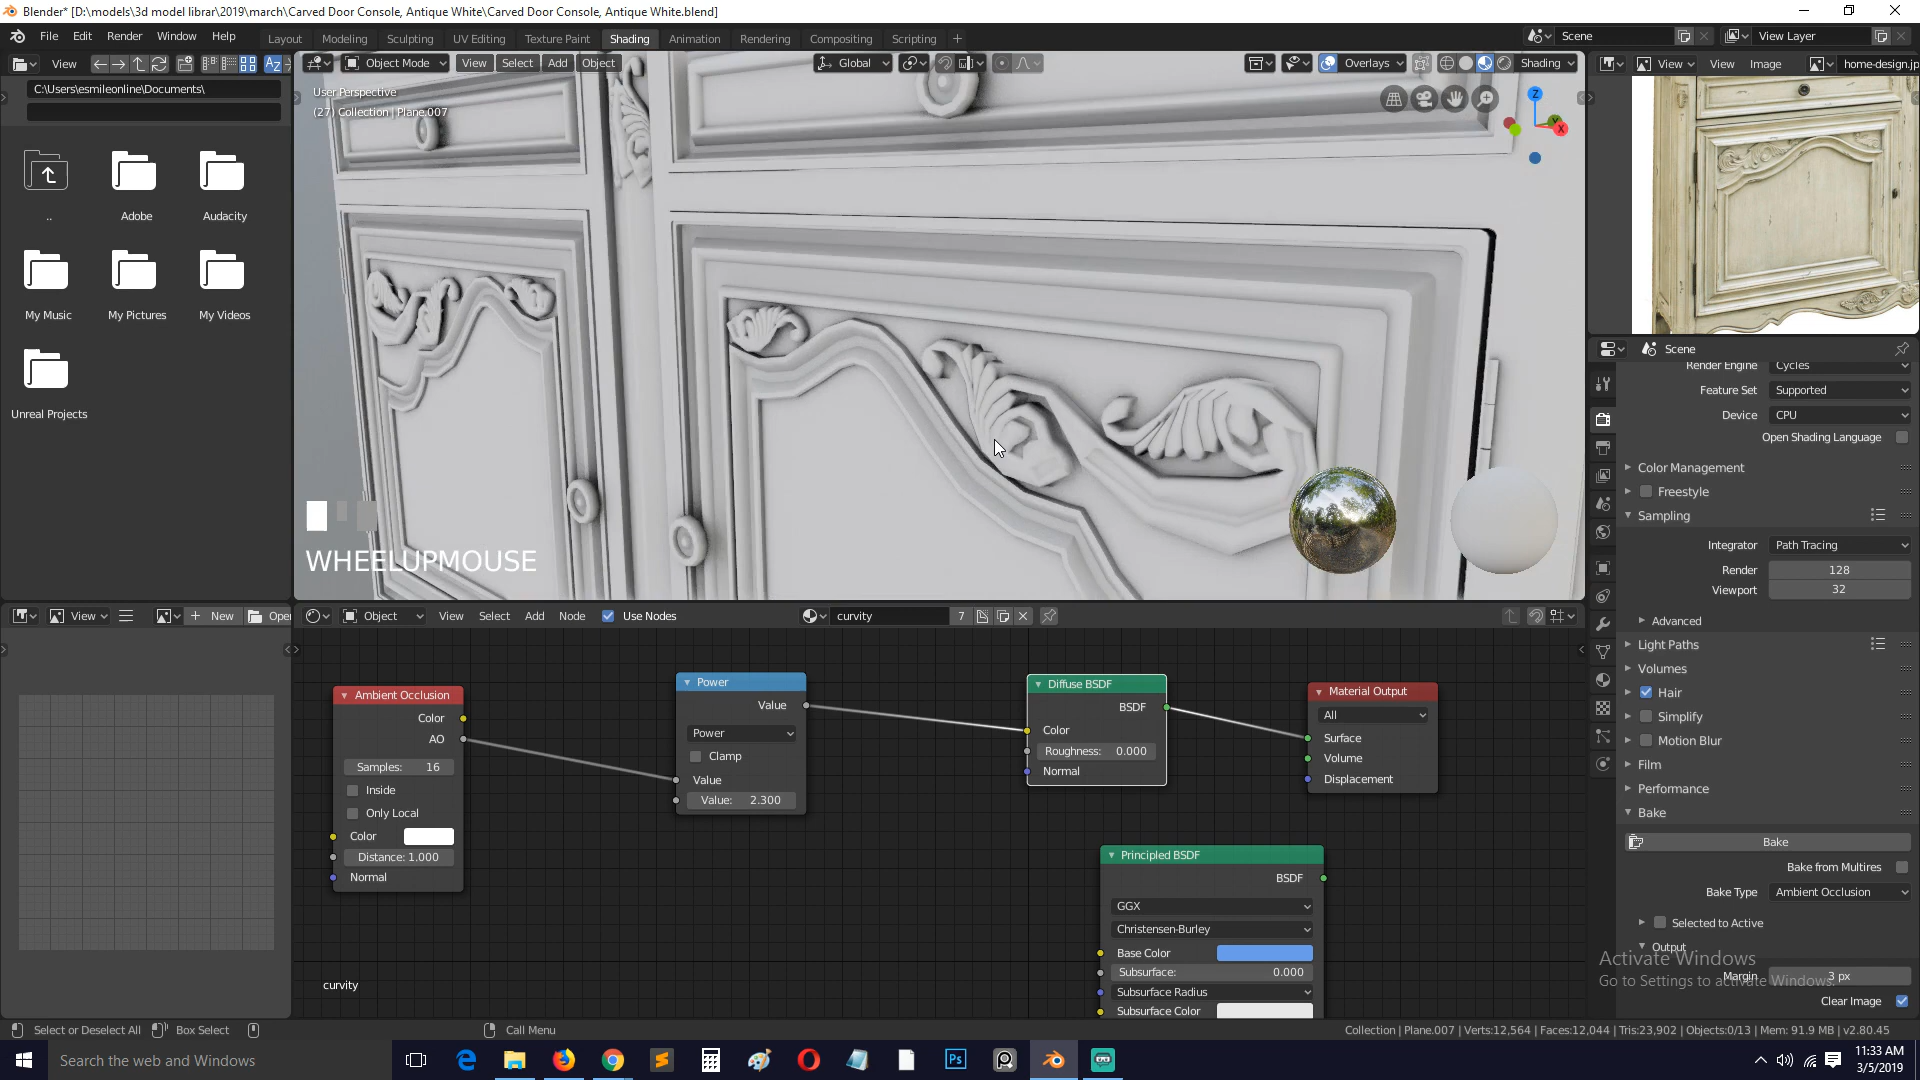 Blender* [D:\models\3d model librar\2019\march\Carved Door Console, Antique White\Carved Door Console, Antique White.blend]
File Edit Render Window Help
Layout Modeling Sculpting UV Editing Texture Paint Shading Animation Rendering Compositing Scripting +
Scene
View Layer
View
C:\Users\esmileonline\Documents\
..
Adobe
Audacity
My Music
My Pictures
My Videos
Unreal Projects
Object Mode View Select Add Object Global Overlays Shading
User Perspective
(27) Collection | Plane.007
Z
Y
X
WHEELUPMOUSE
View View Image home-design.jp
Scene
Render Engine Cycles
Feature Set Supported
Device CPU
Open Shading Language
Color Management
Freestyle
Sampling
Integrator Path Tracing
Render 128
Viewport 32
Advanced
Light Paths
Volumes
Hair
Simplify
Motion Blur
Film
Performance
Bake
Bake
Bake from Multires
Bake Type Ambient Occlusion
Selected to Active
Output
Margin 3 px
Clear Image
Activate Windows
Go to Settings to activate Windows.
View New Open
Object View Select Add Node Use Nodes curvity 7
Ambient Occlusion
Color
AO
Samples: 16
Inside
Only Local
Color
Distance: 1.000
Normal
Power
Value
Power
Clamp
Value
Value: 2.300
Diffuse BSDF
BSDF
Color
Roughness: 0.000
Normal
Material Output
All
Surface
Volume
Displacement
Principled BSDF
BSDF
GGX
Christensen-Burley
Base Color
Subsurface: 0.000
Subsurface Radius
Subsurface Color
curvity
Select or Deselect All Box Select Call Menu
Collection | Plane.007 | Verts:12,564 | Faces:12,044 | Tris:23,902 | Objects:0/13 | Mem: 91.9 MB | v2.80.45
Search the web and Windows
Ps
11:33 AM
3/5/2019